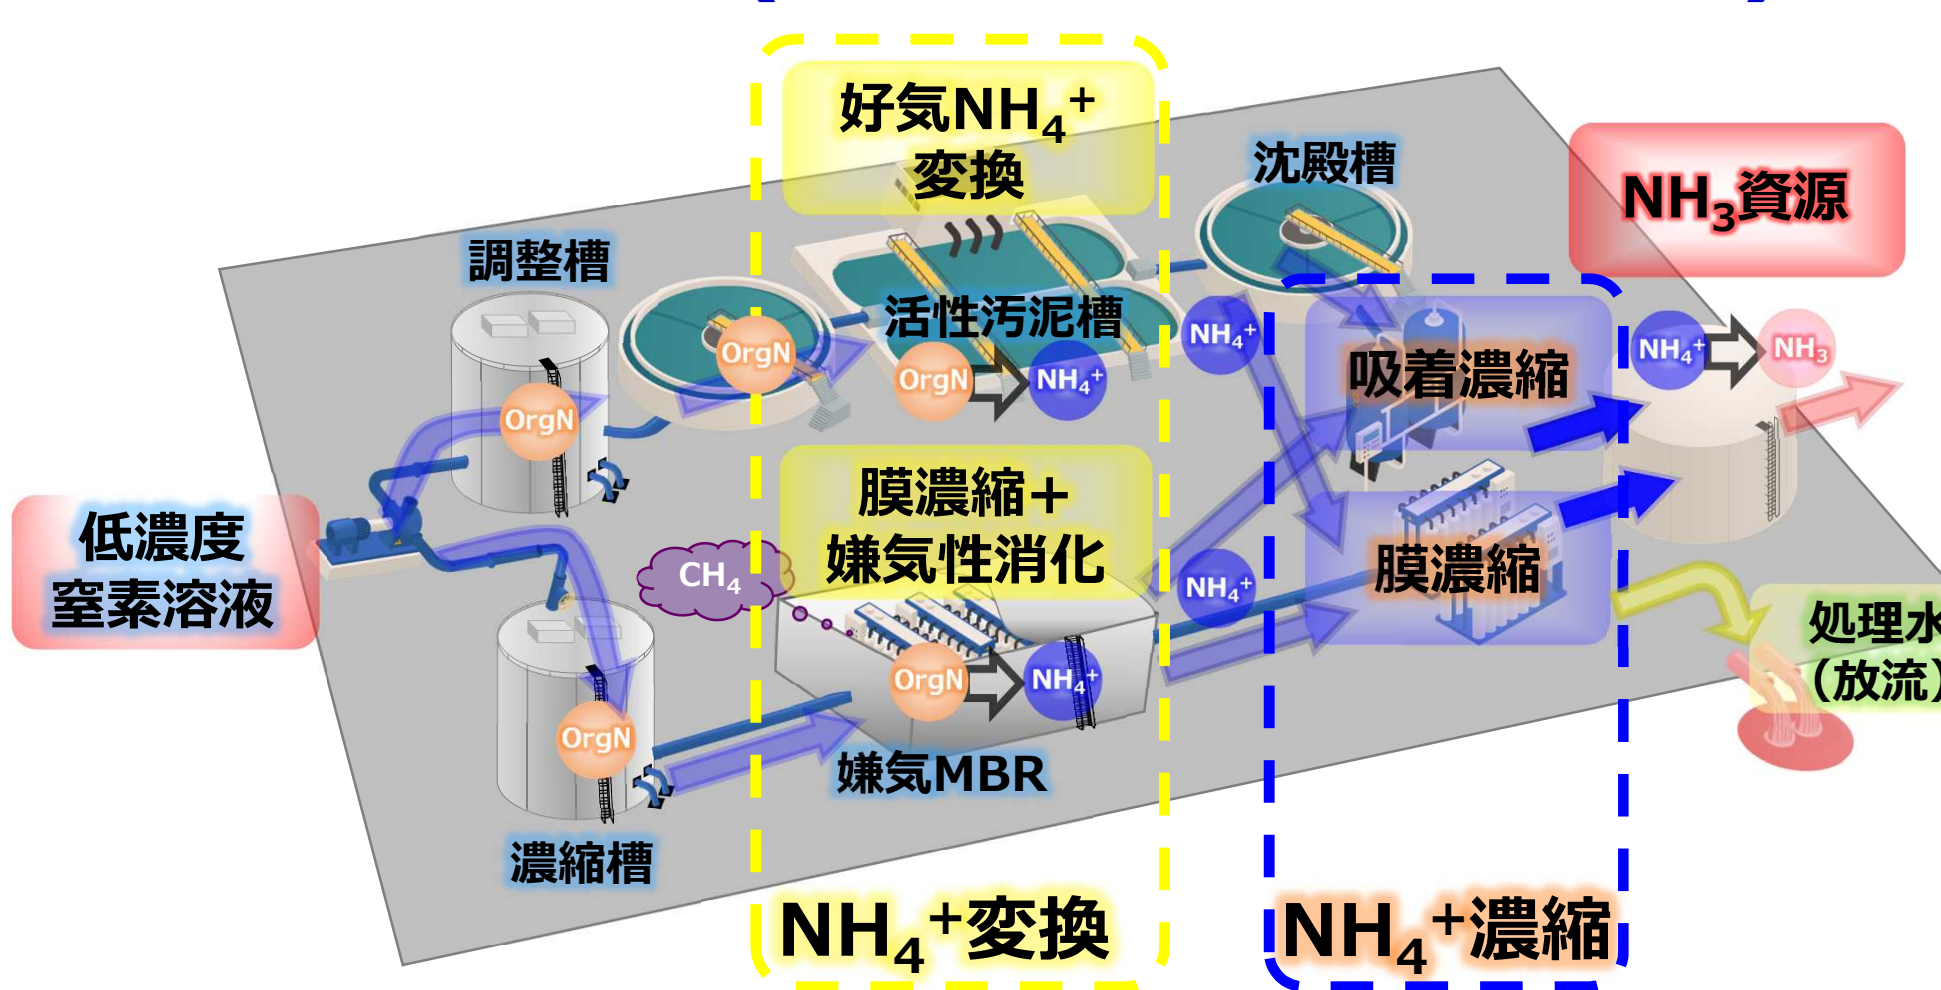 好気NH₄⁺
変換
沈殿槽
NH₃資源
調整槽
活性汚泥槽
OrgN
OrgN
NH₄⁺
NH₄⁺
NH₄⁺
NH₃
吸着濃縮
OrgN
膜濃縮+
嫌気性消化
低濃度
窒素溶液
CH₄
膜濃縮
NH₄⁺
処理水
(放流)
OrgN
NH₄⁺
OrgN
嫌気MBR
濃縮槽
NH₄⁺変換
NH₄⁺濃縮